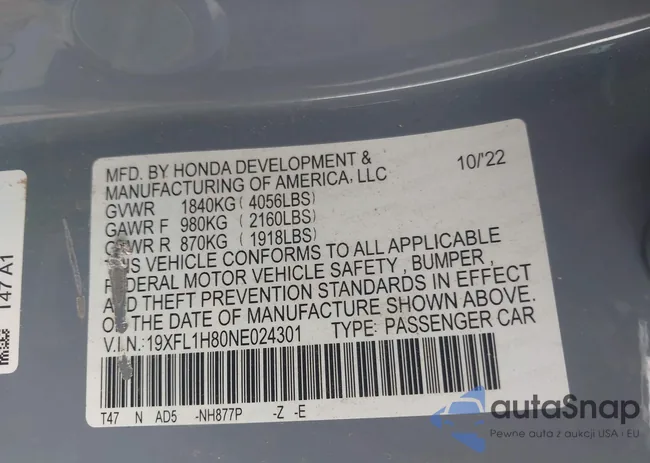 MFD. BY HONDA DEVELOPMENT & 10/'22
MANUFACTURING OF AMERICA, LLC
GVWR 1840KG ( 4056LBS)
GAWR F 980KG ( 2160LBS)
GAWR R 870KG ( 1918LBS)
THIS VEHICLE CONFORMS TO ALL APPLICABLE
FEDERAL MOTOR VEHICLE SAFETY , BUMPER ,
AND THEFT PREVENTION STANDARDS IN EFFECT
ON THE DATE OF MANUFACTURE SHOWN ABOVE.
V.I.N.:19XFL1H80NE024301 TYPE: PASSENGER CAR
T47 N AD5 -NH877P -Z -E
T47 A1
autaSnap
Pewne auta z aukcji USA i EU